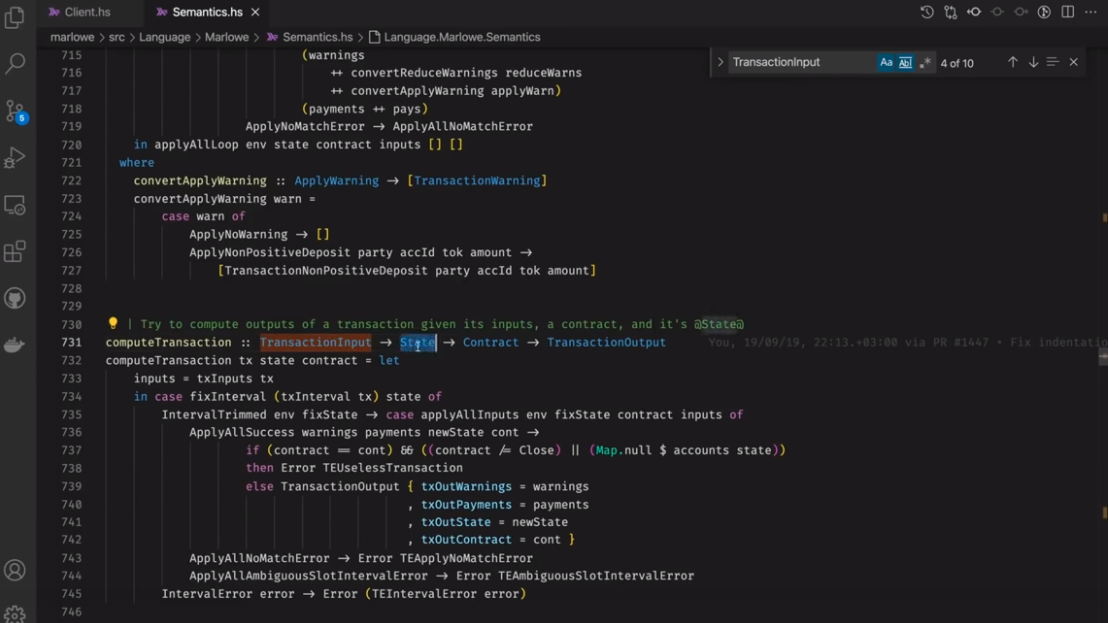 Client.hs
Semantics.hs
marlowe > src > Language > Marlowe > Semantics.hs > Language.Marlowe.Semantics
TransactionInput
Aa
Abl
.*
4 of 10
5
715 (warnings
716 ++ convertReduceWarnings reduceWarns
717 ++ convertApplyWarning applyWarn)
718 (payments ++ pays)
719 ApplyNoMatchError → ApplyAllNoMatchError
720 in applyAllLoop env state contract inputs [] []
721 where
722 convertApplyWarning :: ApplyWarning → [TransactionWarning]
723 convertApplyWarning warn =
724 case warn of
725 ApplyNoWarning → []
726 ApplyNonPositiveDeposit party accId tok amount →
727 [TransactionNonPositiveDeposit party accId tok amount]
728
729
730 | Try to compute outputs of a transaction given its inputs, a contract, and it's @State@
731 computeTransaction :: TransactionInput → State → Contract → TransactionOutput You, 19/09/19, 22:13.+03:00 via PR #1447 • Fix indentatio
732 computeTransaction tx state contract = let
733 inputs = txInputs tx
734 in case fixInterval (txInterval tx) state of
735 IntervalTrimmed env fixState → case applyAllInputs env fixState contract inputs of
736 ApplyAllSuccess warnings payments newState cont →
737 if (contract == cont) && ((contract /= Close) || (Map.null $ accounts state))
738 then Error TEUselessTransaction
739 else TransactionOutput { txOutWarnings = warnings
740 , txOutPayments = payments
741 , txOutState = newState
742 , txOutContract = cont }
743 ApplyAllNoMatchError → Error TEApplyNoMatchError
744 ApplyAllAmbiguousSlotIntervalError → Error TEAmbiguousSlotIntervalError
745 IntervalError error → Error (TEIntervalError error)
746